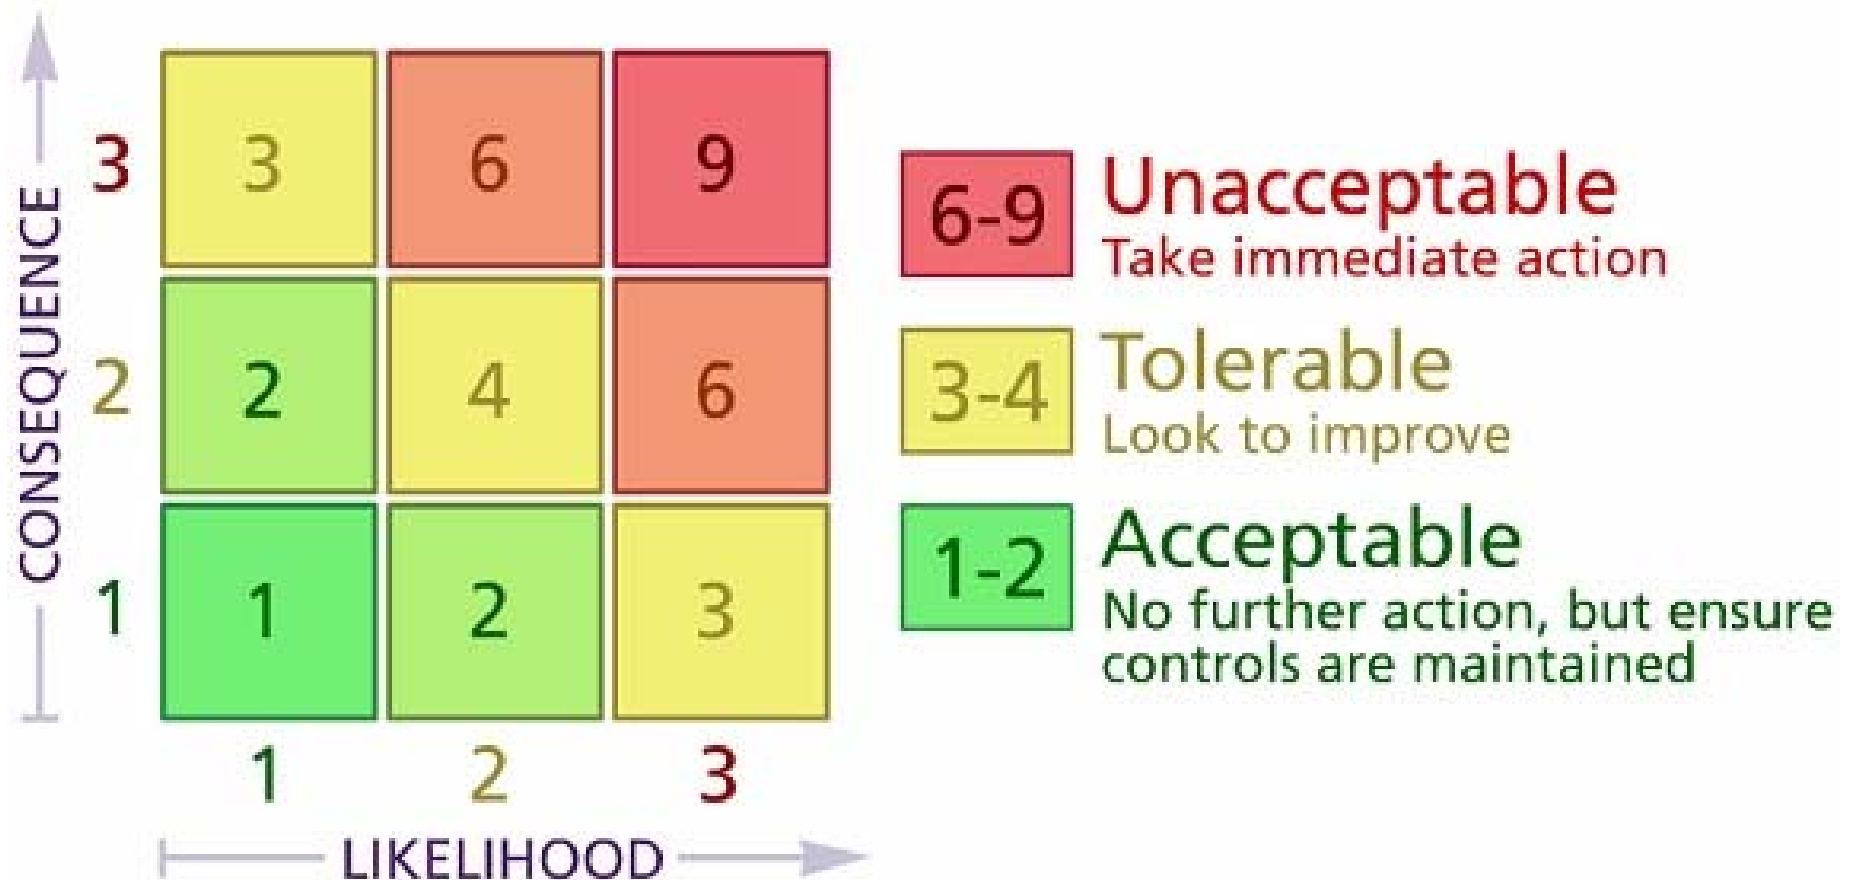 CONSEQUENCE
3
3 6 9
2
2 4 6
1
1 2 3
1 2 3
LIKELIHOOD
6-9
Unacceptable
Take immediate action
3-4
Tolerable
Look to improve
1-2
Acceptable
No further action, but ensure
controls are maintained